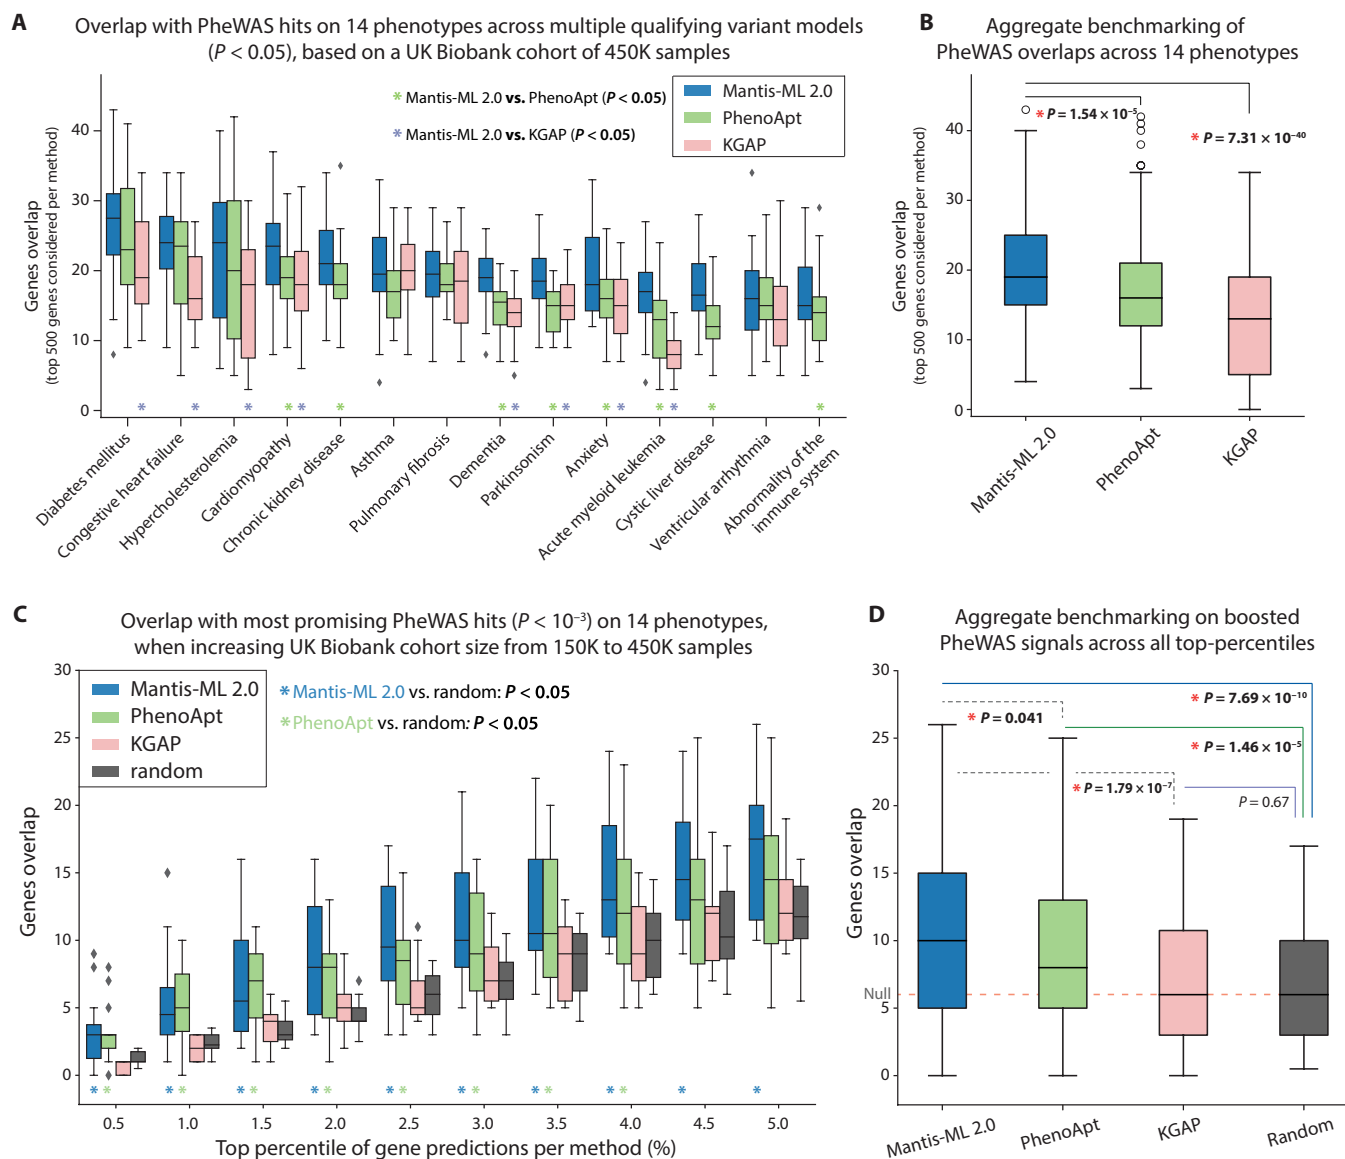 A
Overlap with PheWAS hits on 14 phenotypes across multiple qualifying variant models
(P < 0.05), based on a UK Biobank cohort of 450K samples
* Mantis-ML 2.0 vs. PhenoApt (P < 0.05)
* Mantis-ML 2.0 vs. KGAP (P < 0.05)
Mantis-ML 2.0
PhenoApt
KGAP
Genes overlap
(top 500 genes considered per method)
40
30
20
10
0
* * * * * * * * * * * * * * * *
Diabetes mellitus
Congestive heart failure
Hypercholesterolemia
Cardiomyopathy
Chronic kidney disease
Asthma
Pulmonary fibrosis
Dementia
Parkinsonism
Anxiety
Acute myeloid leukemia
Cystic liver disease
Ventricular arrhythmia
Abnormality of the
immune system
B
Aggregate benchmarking of
PheWAS overlaps across 14 phenotypes
* P = 1.54 × 10⁻⁵
* P = 7.31 × 10⁻⁴⁰
Genes overlap
(top 500 genes considered per method)
40
30
20
10
0
Mantis-ML 2.0
PhenoApt
KGAP
C
Overlap with most promising PheWAS hits (P < 10⁻³) on 14 phenotypes,
when increasing UK Biobank cohort size from 150K to 450K samples
Mantis-ML 2.0
PhenoApt
KGAP
random
* Mantis-ML 2.0 vs. random: P < 0.05
* PhenoApt vs. random: P < 0.05
Genes overlap
30
25
20
15
10
5
0
* * * * * * * * * * * * * * * * * *
0.5 1.0 1.5 2.0 2.5 3.0 3.5 4.0 4.5 5.0
Top percentile of gene predictions per method (%)
D
Aggregate benchmarking on boosted
PheWAS signals across all top-percentiles
* P = 7.69 × 10⁻¹⁰
* P = 0.041
* P = 1.46 × 10⁻⁵
* P = 1.79 × 10⁻⁷
P = 0.67
Genes overlap
30
25
20
15
10
Null
5
0
Mantis-ML 2.0
PhenoApt
KGAP
Random